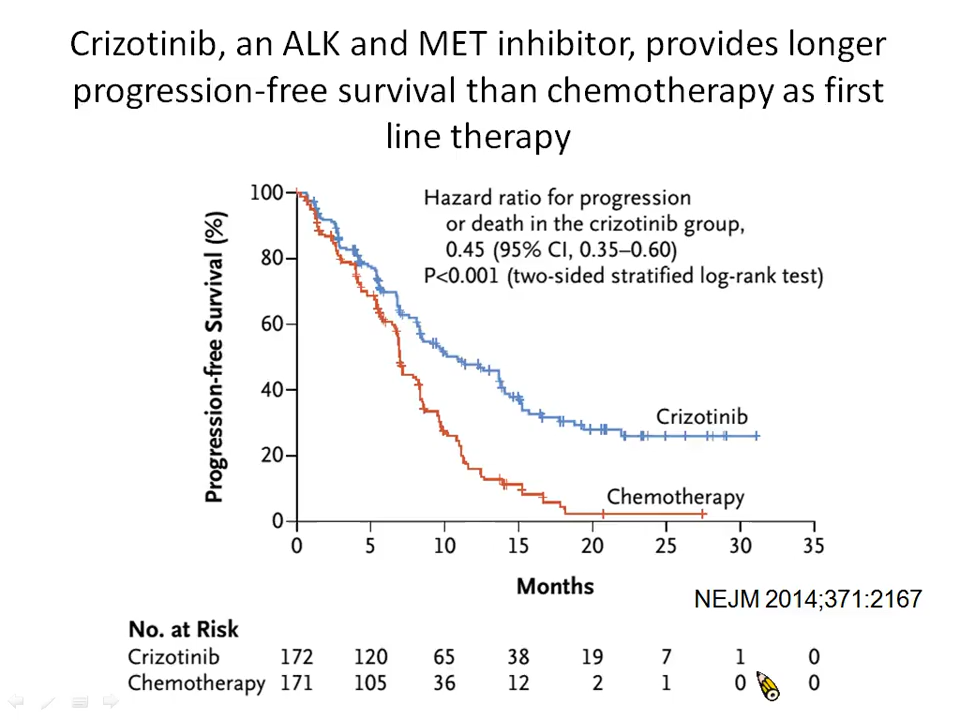 Crizotinib, an ALK and MET inhibitor, provides longer
progression-free survival than chemotherapy as first
line therapy
Hazard ratio for progression
or death in the crizotinib group,
0.45 (95% CI, 0.35–0.60)
P<0.001 (two-sided stratified log-rank test)
Progression-free Survival (%)
100
80
60
40
20
0
Crizotinib
Chemotherapy
0 5 10 15 20 25 30 35
Months
NEJM 2014;371:2167
No. at Risk
Crizotinib 172 120 65 38 19 7 1 0
Chemotherapy 171 105 36 12 2 1 0 0